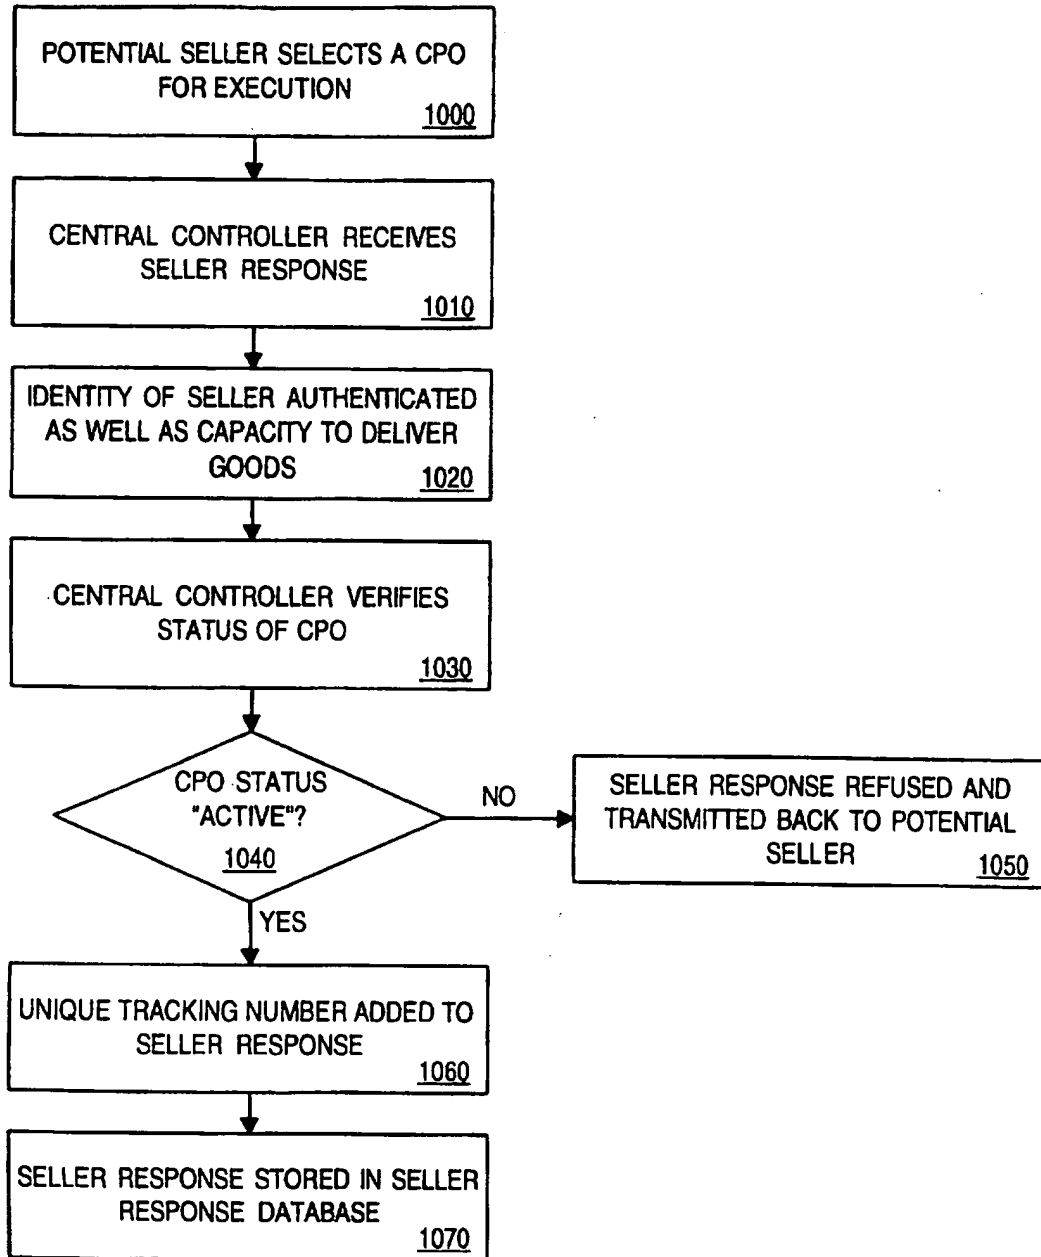 POTENTIAL SELLER SELECTS A CPO
FOR EXECUTION
1000
CENTRAL CONTROLLER RECEIVES
SELLER RESPONSE
1010
IDENTITY OF SELLER AUTHENTICATED
AS WELL AS CAPACITY TO DELIVER
GOODS
1020
CENTRAL CONTROLLER VERIFIES
STATUS OF CPO
1030
CPO STATUS
"ACTIVE"?
1040
NO
SELLER RESPONSE REFUSED AND
TRANSMITTED BACK TO POTENTIAL
SELLER
1050
YES
UNIQUE TRACKING NUMBER ADDED TO
SELLER RESPONSE
1060
SELLER RESPONSE STORED IN SELLER
RESPONSE DATABASE
1070